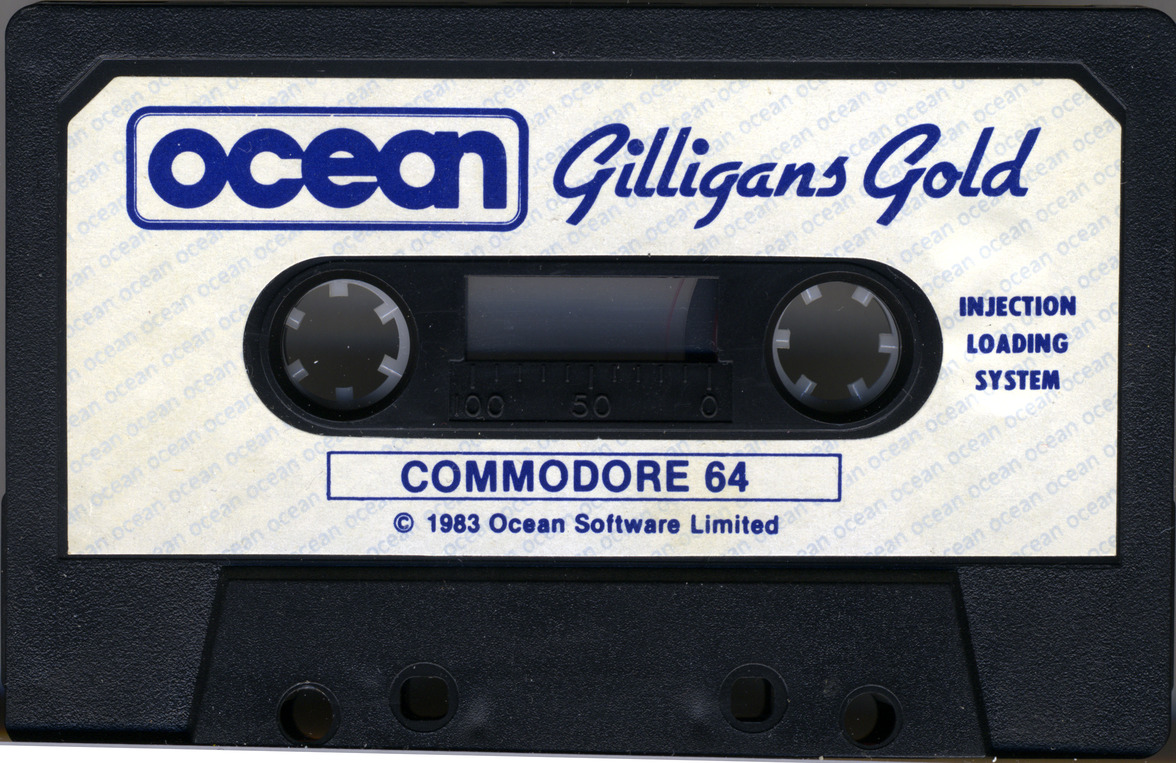 ocean Gilligans Gold
INJECTION
LOADING
SYSTEM
100 50 0
COMMODORE 64
© 1983 Ocean Software Limited